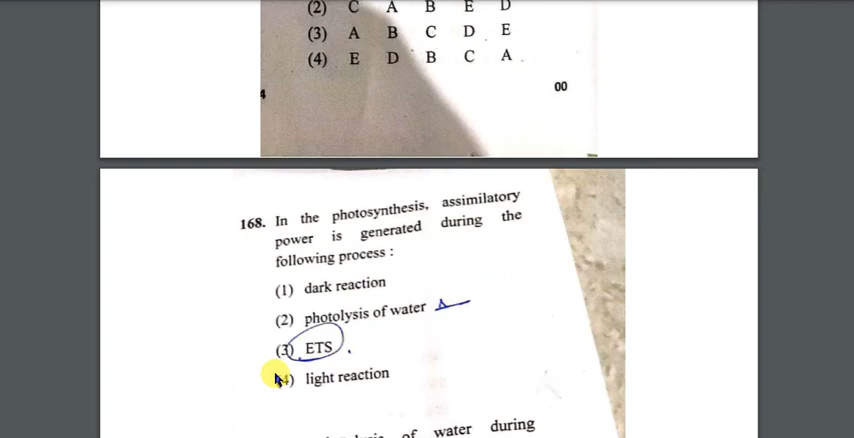 (2) C A B E D
(3) A B C D E
(4) E D B C A
4
00
168. In the photosynthesis, assimilatory
power is generated during the
following process :
(1) dark reaction
(2) photolysis of water
(3) ETS
(4) light reaction
of water during